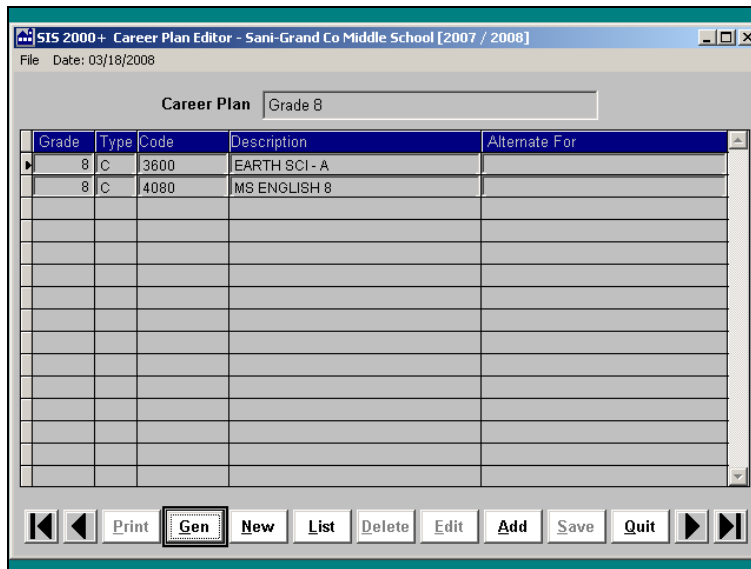 SIS 2000+ Career Plan Editor - Sani-Grand Co Middle School [2007 / 2008]
File Date: 03/18/2008
Career Plan Grade 8
Grade Type Code Description Alternate For
8 C 3600 EARTH SCI - A
8 C 4080 MS ENGLISH 8
Print Gen New List Delete Edit Add Save Quit